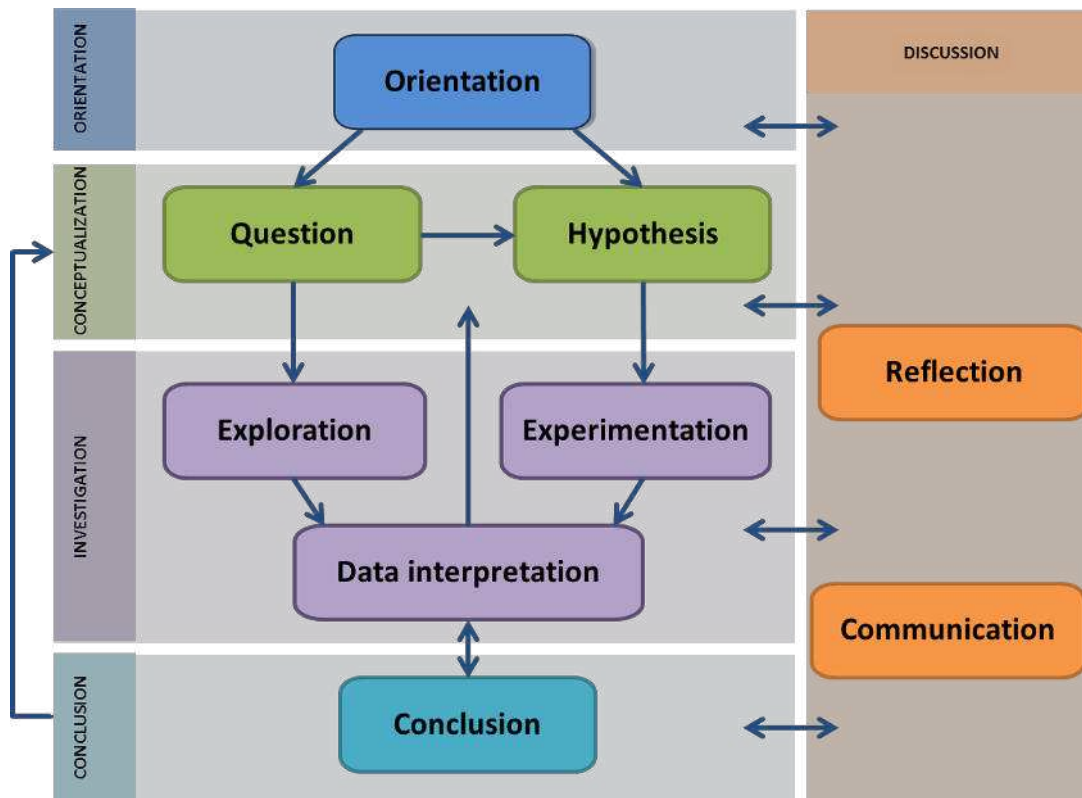 ORIENTATION
Orientation
DISCUSSION
CONCEPTUALIZATION
Question
Hypothesis
Reflection
INVESTIGATION
Exploration
Experimentation
Data interpretation
Communication
CONCLUSION
Conclusion